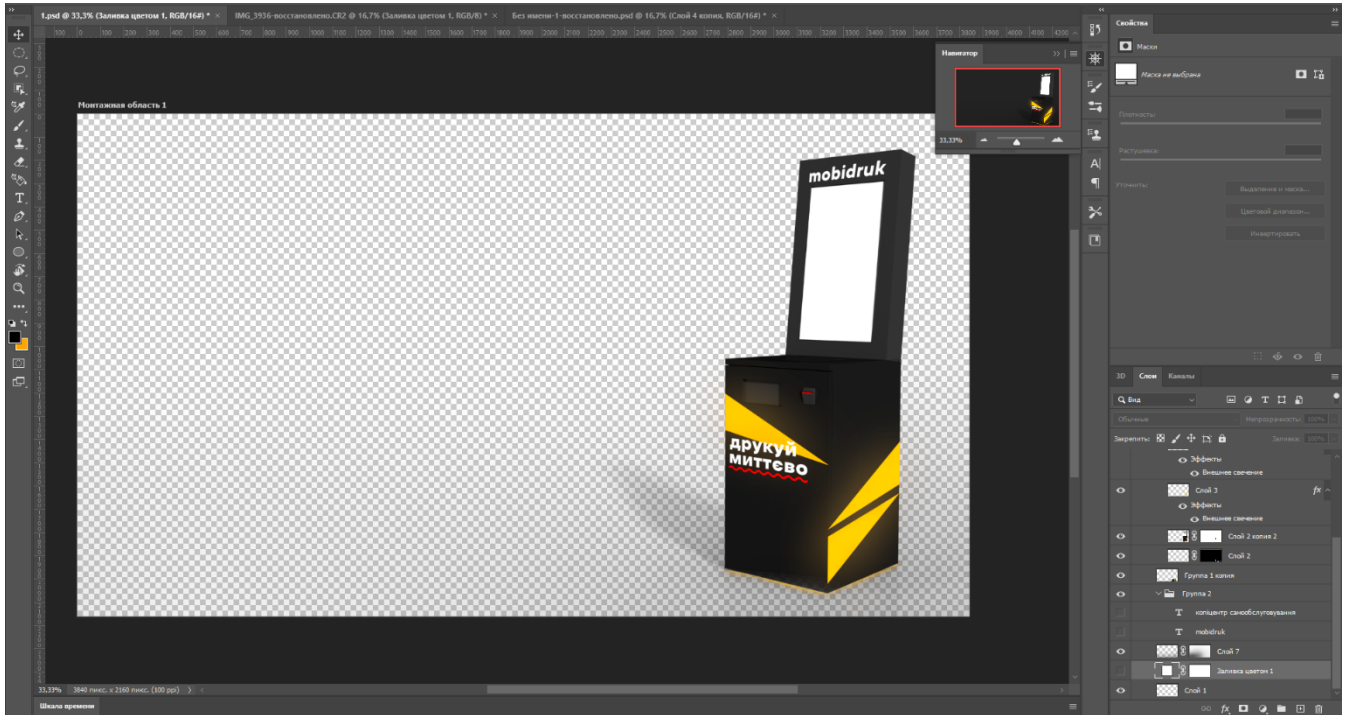 1.psd @ 33,3% (Заливка цветом 1, RGB/16#) * ×
IMG_3936-восстановлено.CR2 @ 16,7% (Заливка цветом 1, RGB/8) * ×
Без имени-1-восстановлено.psd @ 16,7% (Слой 4 копия, RGB/16#) * ×
Монтажная область 1
mobidruk
друкуй
миттєво
Навигатор
33,33%
Свойства
Маски
Маска не выбрана
Плотность:
Растушевка:
Уточнить:
Выделение и маска...
Цветовой диапазон...
Инвертировать
3D Слои Каналы
Вид
Обычные
Непрозрачность: 100%
Закрепить:
Заливка: 100%
Эффекты
Внешнее свечение
Слой 3 fx
Эффекты
Внешнее свечение
Слой 2 копия 2
Слой 2
Группа 1 копия
Группа 2
T копіцентр самообслуговування
T mobidruk
Слой 7
Заливка цветом 1
Слой 1
33,33% 3840 пикс. x 2160 пикс. (100 ppi)
Шкала времени